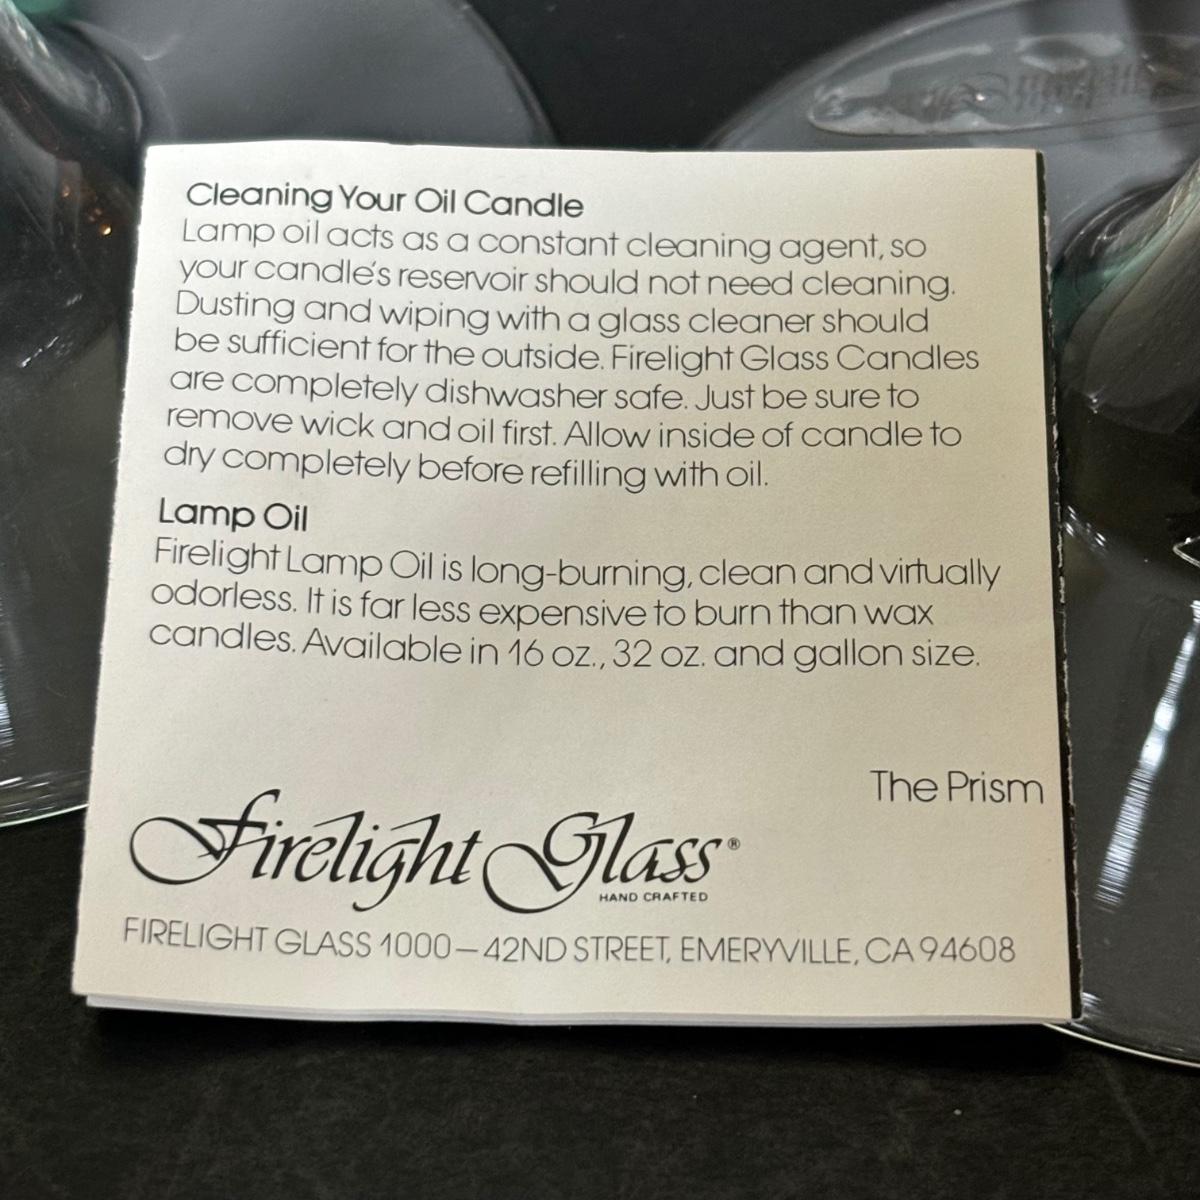 Cleaning Your Oil Candle
Lamp oil acts as a constant cleaning agent, so
your candle's reservoir should not need cleaning.
Dusting and wiping with a glass cleaner should
be sufficient for the outside. Firelight Glass Candles
are completely dishwasher safe. Just be sure to
remove wick and oil first. Allow inside of candle to
dry completely before refilling with oil.
Lamp Oil
Firelight Lamp Oil is long-burning, clean and virtually
odorless. It is far less expensive to burn than wax
candles. Available in 16 oz., 32 oz. and gallon size.
The Prism
Firelight Glass®
HAND CRAFTED
FIRELIGHT GLASS 1000—42ND STREET, EMERYVILLE, CA 94608